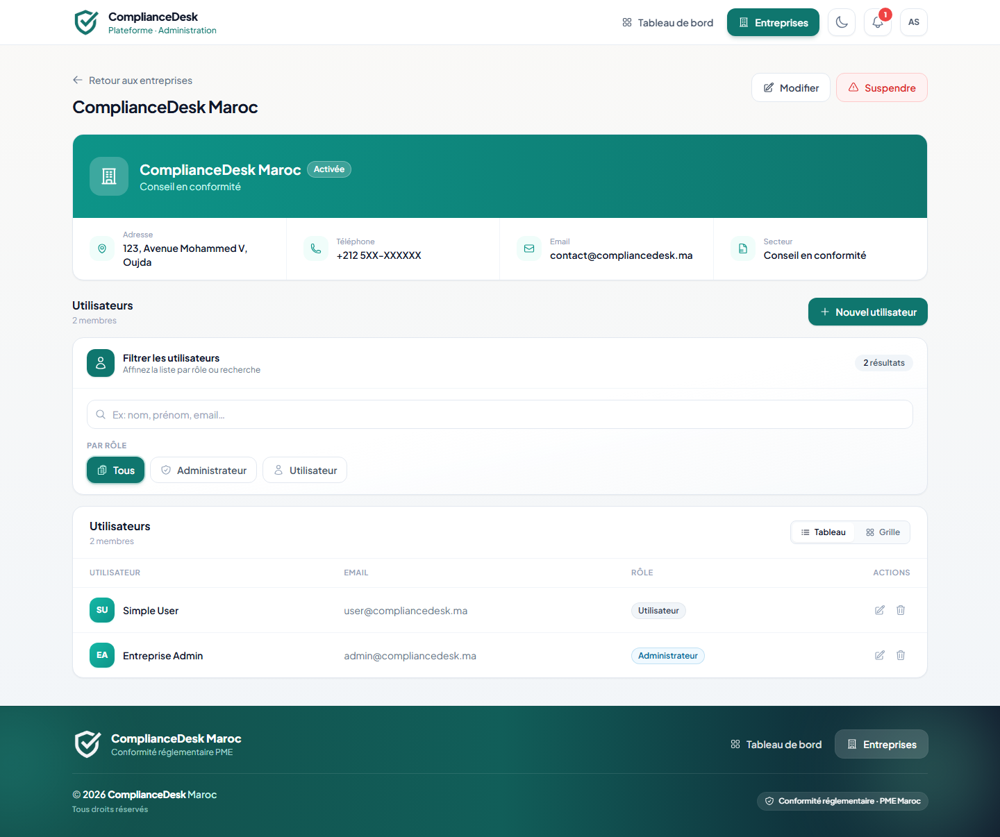 ComplianceDesk
Plateforme · Administration
Tableau de bord
Entreprises
1
AS
Retour aux entreprises
ComplianceDesk Maroc
Modifier
Suspendre
ComplianceDesk Maroc
Activée
Conseil en conformité
Adresse
123, Avenue Mohammed V,
Oujda
Téléphone
+212 5XX-XXXXXX
Email
contact@compliancedesk.ma
Secteur
Conseil en conformité
Utilisateurs
2 membres
Nouvel utilisateur
Filtrer les utilisateurs
Affinez la liste par rôle ou recherche
2 résultats
Ex: nom, prénom, email...
PAR RÔLE
Tous
Administrateur
Utilisateur
Utilisateurs
2 membres
Tableau
Grille
UTILISATEUR
EMAIL
RÔLE
ACTIONS
SU
Simple User
user@compliancedesk.ma
Utilisateur
EA
Entreprise Admin
admin@compliancedesk.ma
Administrateur
ComplianceDesk Maroc
Conformité réglementaire PME
Tableau de bord
Entreprises
© 2026 ComplianceDesk Maroc
Tous droits réservés
Conformité réglementaire · PME Maroc